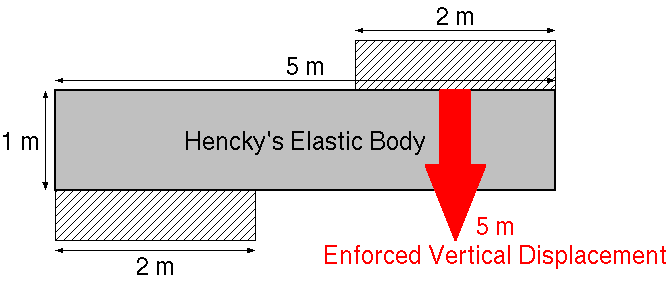 2 m
5 m
1 m
Hencky's Elastic Body
5 m
Enforced Vertical Displacement
2 m